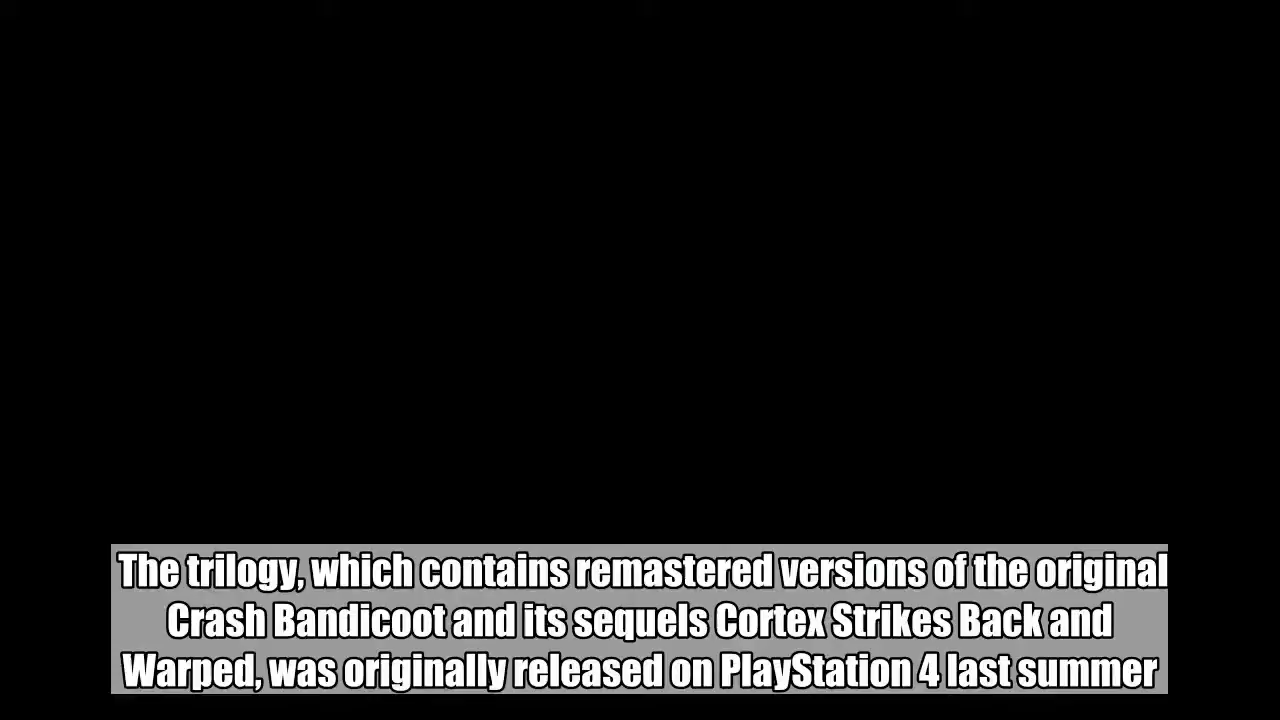 The trilogy, which contains remastered versions of the original
Crash Bandicoot and its sequels Cortex Strikes Back and
Warped, was originally released on PlayStation 4 last summer